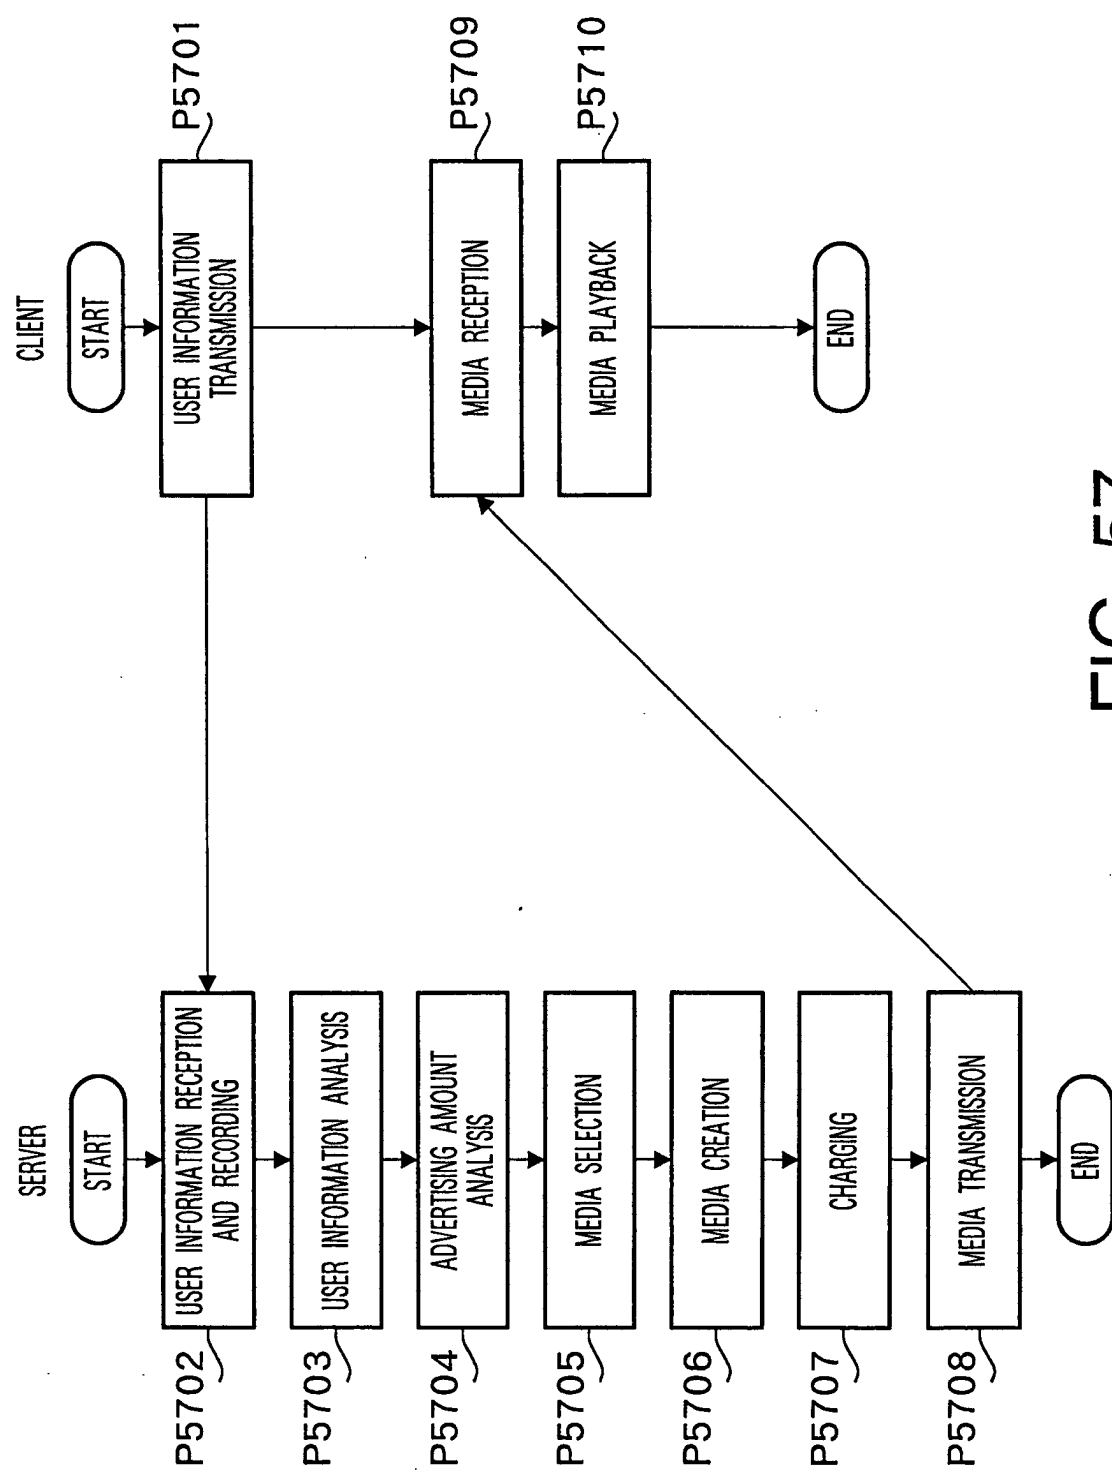 SERVER
START
P5702
USER INFORMATION RECEPTION
AND RECORDING
P5703
USER INFORMATION ANALYSIS
P5704
ADVERTISING AMOUNT
ANALYSIS
P5705
MEDIA SELECTION
P5706
MEDIA CREATION
P5707
CHARGING
P5708
MEDIA TRANSMISSION
END
CLIENT
START
USER INFORMATION
TRANSMISSION
P5701
MEDIA RECEPTION
P5709
MEDIA PLAYBACK
P5710
END
FIG. 57